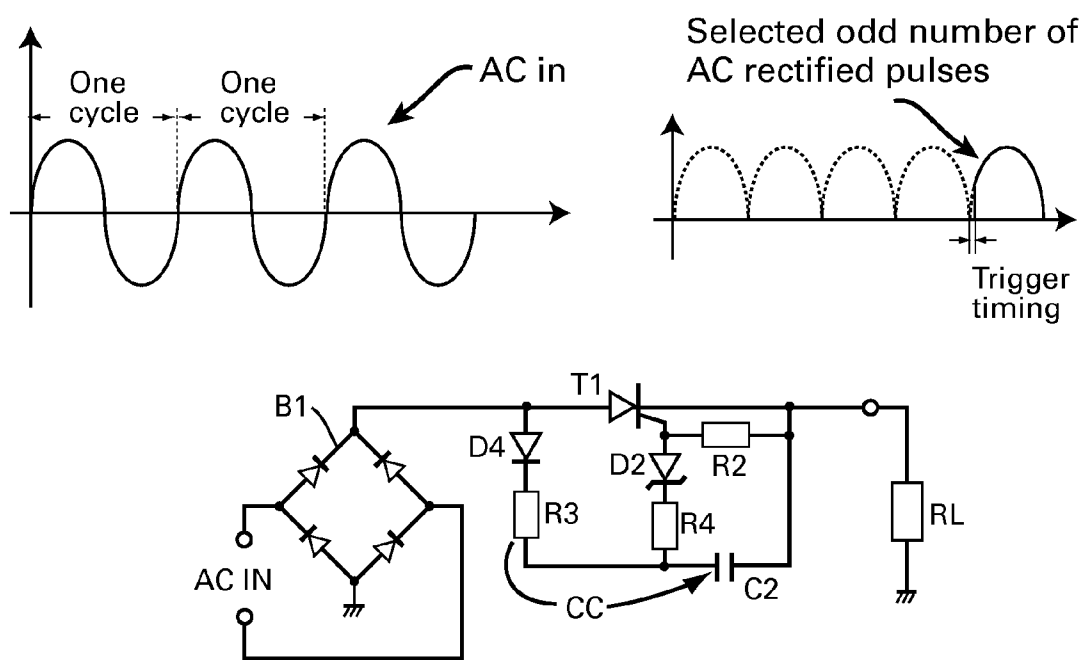 One
cycle
One
cycle
AC in
Selected odd number of
AC rectified pulses
Trigger
timing
T1
B1
D4
D2
R2
R3
R4
RL
AC IN
CC
C2